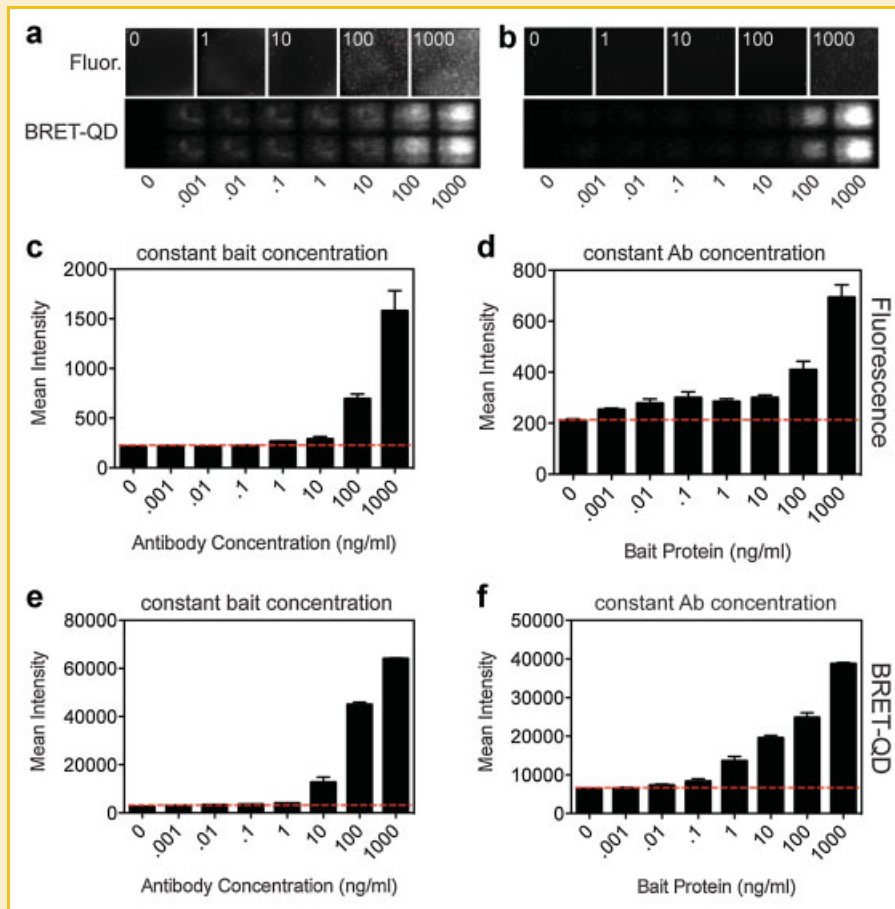 a
b
Fluor.
0 1 10 100 1000
0 1 10 100 1000
BRET-QD
0 .001 .01 .1 1 10 100 1000
0 .001 .01 .1 1 10 100 1000
c
constant bait concentration
Mean Intensity
2000
1500
1000
500
0
0 .001 .01 .1 1 10 100 1000
Antibody Concentration (ng/ml)
d
constant Ab concentration
Mean Intensity
800
600
400
200
0
0 .001 .01 .1 1 10 100 1000
Bait Protein (ng/ml)
Fluorescence
e
constant bait concentration
Mean Intensity
80000
60000
40000
20000
0
0 .001 .01 .1 1 10 100 1000
Antibody Concentration (ng/ml)
f
constant Ab concentration
Mean Intensity
50000
40000
30000
20000
10000
0
0 .001 .01 .1 1 10 100 1000
Bait Protein (ng/ml)
BRET-QD